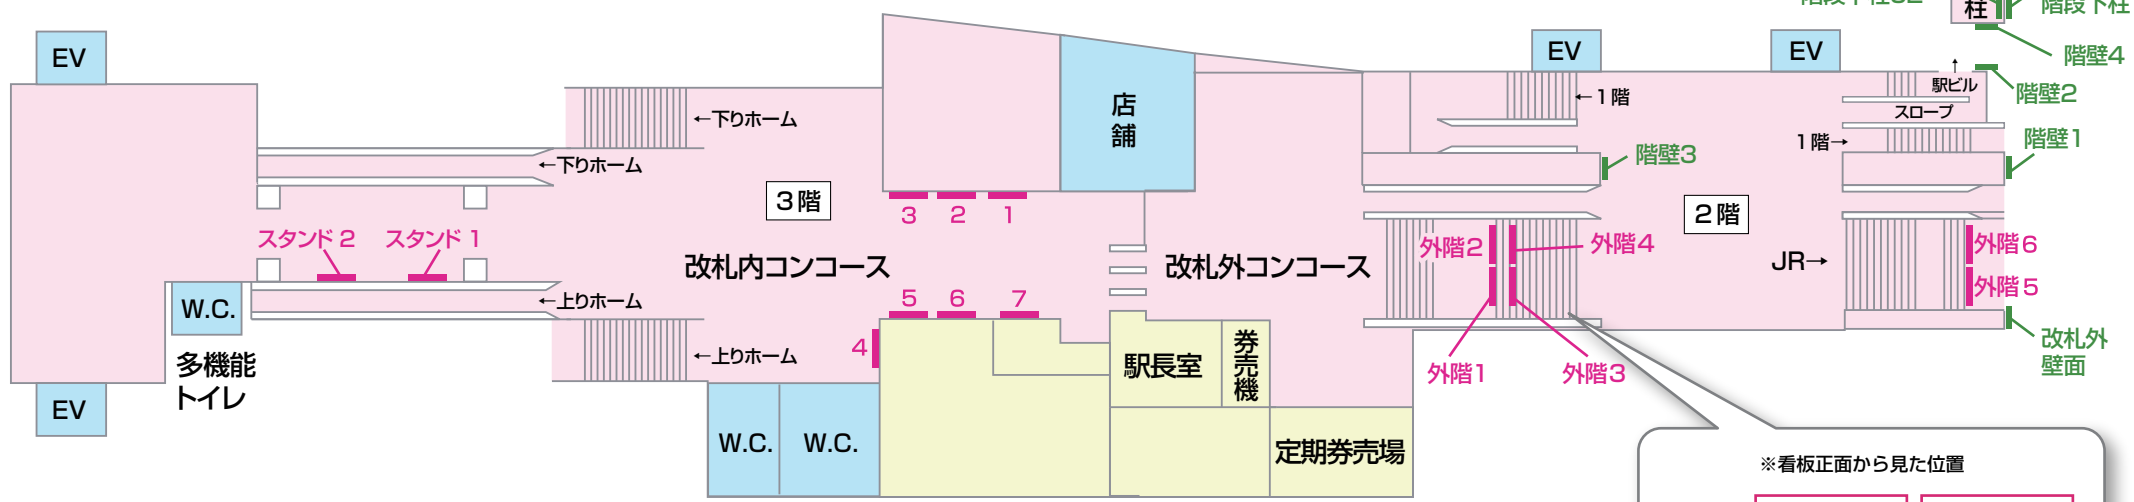 柱
階段下柱
階壁4
EV
EV
EV
駅ビル
階壁2
スロープ
←1階
1階→
階壁1
店舗
←下りホーム
←下りホーム
階壁3
3階
2階
3
2
1
スタンド2
スタンド1
外階2
外階4
外階6
改札内コンコース
改札外コンコース
JR→
外階5
W.C.
←上りホーム
5
6
7
改札外
壁面
4
←上りホーム
駅長室
券売機
外階1
外階3
多機能
トイレ
EV
W.C.
W.C.
定期券売場
※看板正面から見た位置